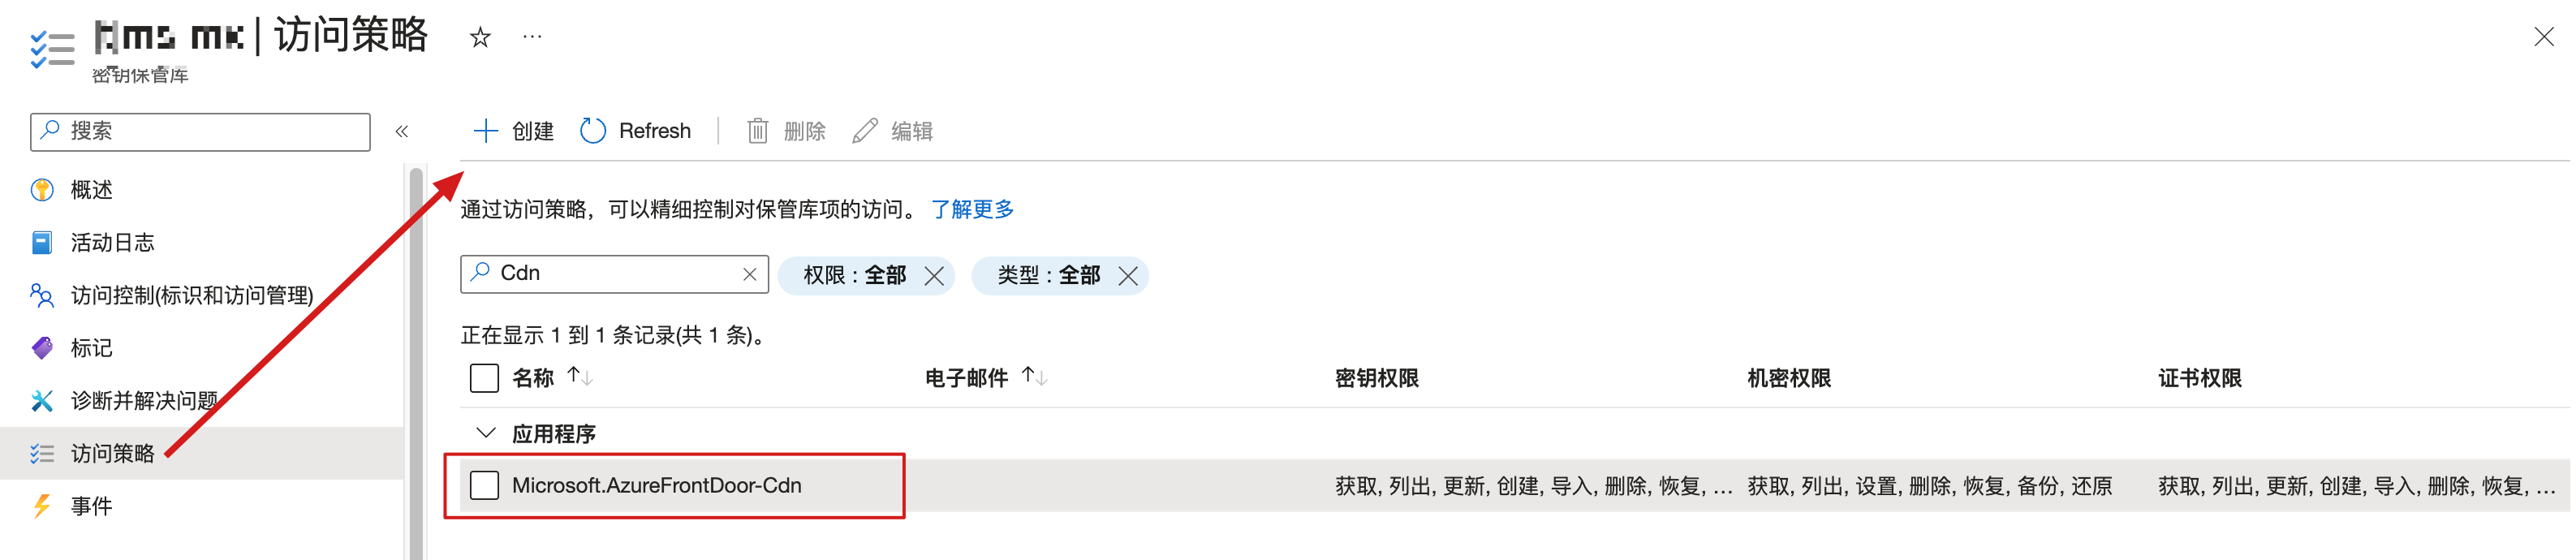 | 访问策略
密钥保管库
搜索
概述
活动日志
访问控制(标识和访问管理)
标记
诊断并解决问题
访问策略
事件
创建 Refresh 删除 编辑
通过访问策略，可以精细控制对保管库项的访问。 了解更多
Cdn 权限 : 全部 类型 : 全部
正在显示 1 到 1 条记录(共 1 条)。
名称 电子邮件 密钥权限 机密权限 证书权限
应用程序
Microsoft.AzureFrontDoor-Cdn 获取, 列出, 更新, 创建, 导入, 删除, 恢复, ... 获取, 列出, 设置, 删除, 恢复, 备份, 还原 获取, 列出, 更新, 创建, 导入, 删除, 恢复, ...